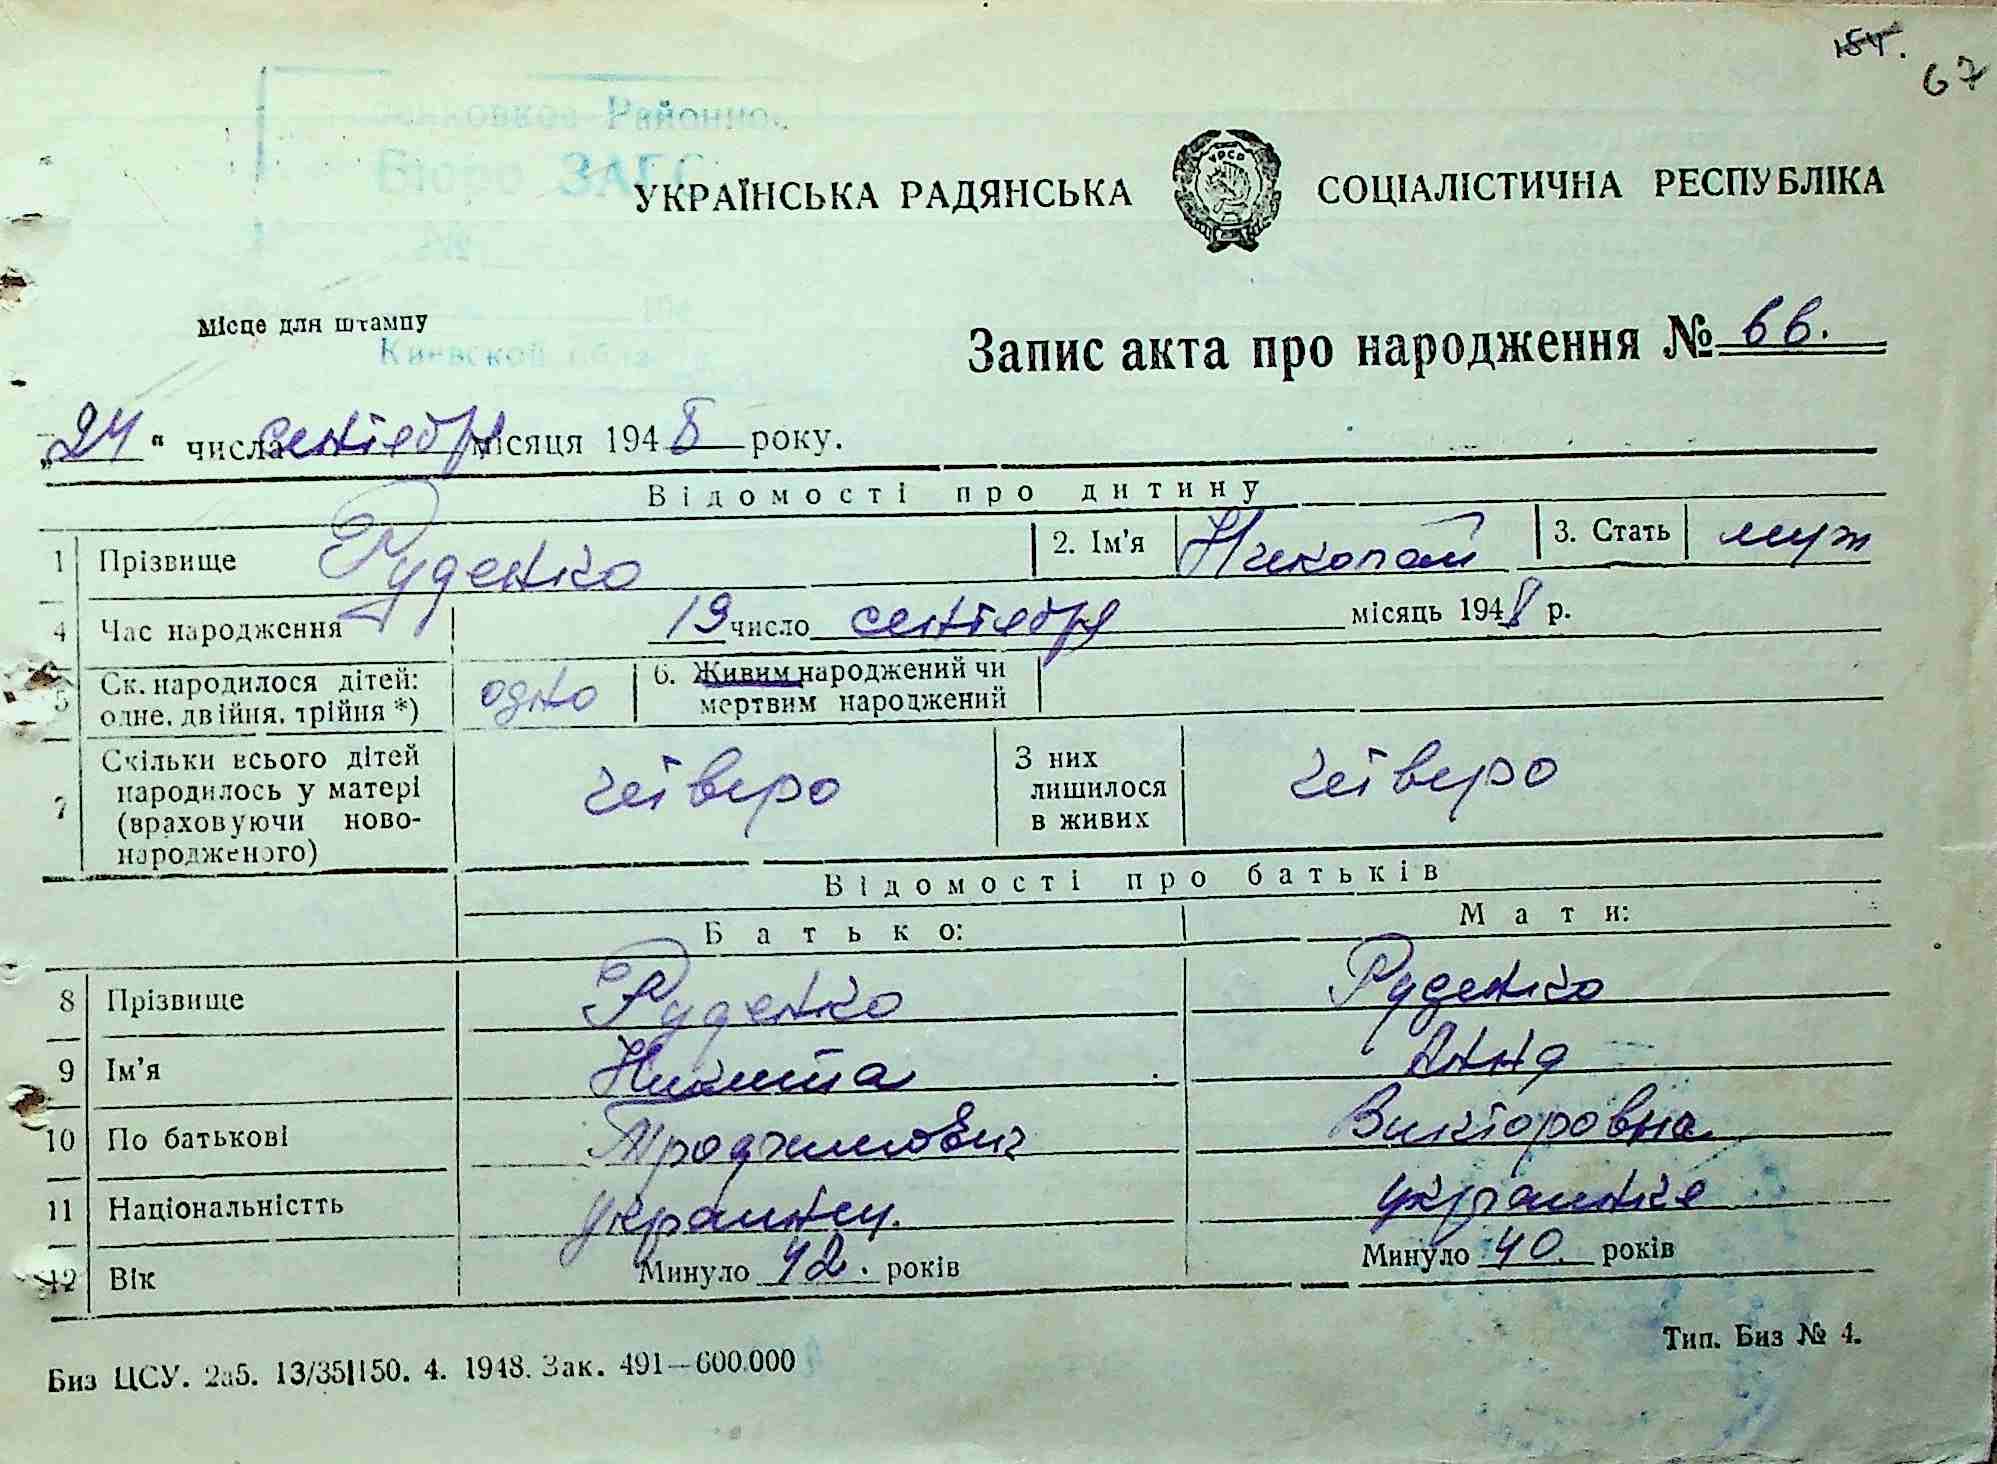 154.
67
Районно
Бюро ЗАГС
№
УКРАЇНСЬКА РАДЯНСЬКА СОЦІАЛІСТИЧНА РЕСПУБЛІКА
УРСР
Місце для штампу
Киевской
Запис акта про народження № 66.
„24" числа сентября місяця 1948 року.
Відомості про дитину
1 Прізвище Руденко 2. Ім'я Николай 3. Стать муж
4 Час народження 19 число сентября місяць 1948 р.
5 Ск. народилося дітей: одно 6. Живим народжений чи
одне, двійня, трійня *) мертвим народжений
7 Скільки всього дітей
народилось у матері
(враховуючи ново-
народженого)
четверо
З них
лишилося
в живих
четверо
Відомості про батьків
Батько: Мати:
8 Прізвище Руденко Руденко
9 Ім'я Никита Анна
10 По батькові Викторовна
11 Національністть украинец. украинка
12 Вік Минуло 42. років Минуло 40. років
Биз ЦСУ. 2а5. 13/35|150. 4. 1948. Зак. 491—600.000
Тип. Биз № 4.